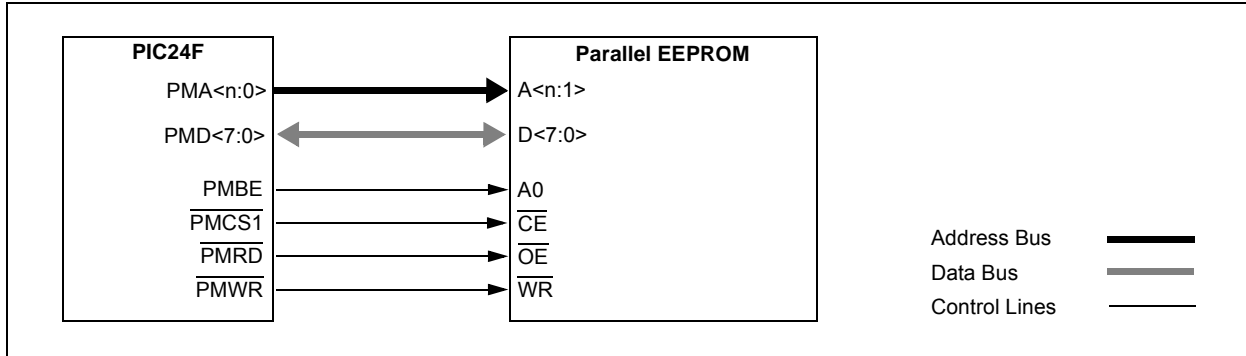 PIC24F
Parallel EEPROM
PMA<n:0>
A<n:1>
PMD<7:0>
D<7:0>
PMBE
A0
PMCS1
CE
PMRD
OE
PMWR
WR
Address Bus
Data Bus
Control Lines